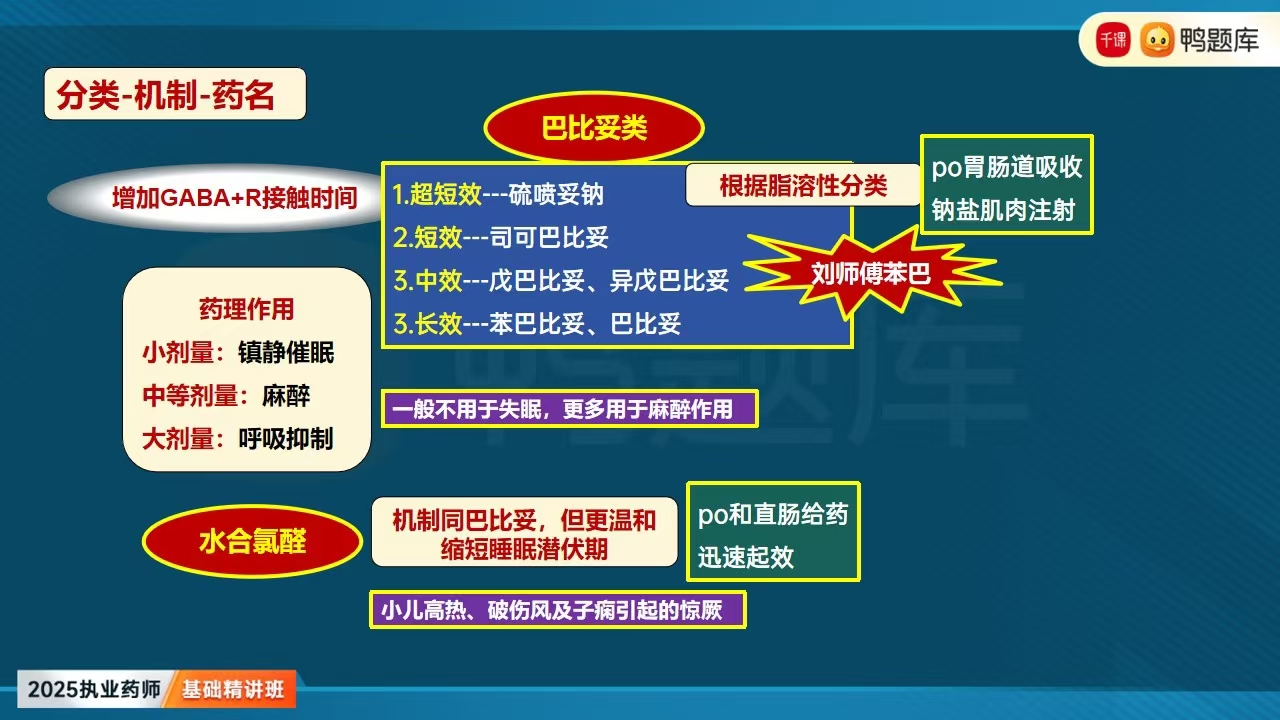 千课 鸭题库
分类-机制-药名
巴比妥类
增加GABA+R接触时间
1.超短效---硫喷妥钠
2.短效---司可巴比妥
3.中效---戊巴比妥、异戊巴比妥
3.长效---苯巴比妥、巴比妥
根据脂溶性分类
po胃肠道吸收
钠盐肌肉注射
刘师傅苯巴
药理作用
小剂量：镇静催眠
中等剂量：麻醉
大剂量：呼吸抑制
一般不用于失眠，更多用于麻醉作用
水合氯醛
机制同巴比妥，但更温和
缩短睡眠潜伏期
po和直肠给药
迅速起效
小儿高热、破伤风及子痫引起的惊厥
鸭题库
2025执业药师 基础精讲班